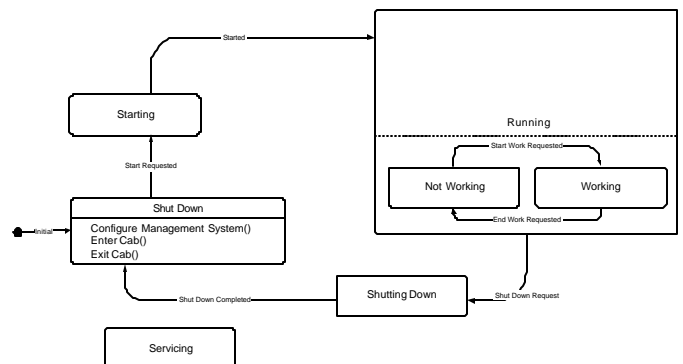 Started
Starting
Running
Start Work Requested
Start Requested
Not Working
Working
Shut Down
End Work Requested
Configure Management System()
Initial
Enter Cab()
Exit Cab()
Shutting Down
Shut Down Request
Shut Down Completed
Servicing